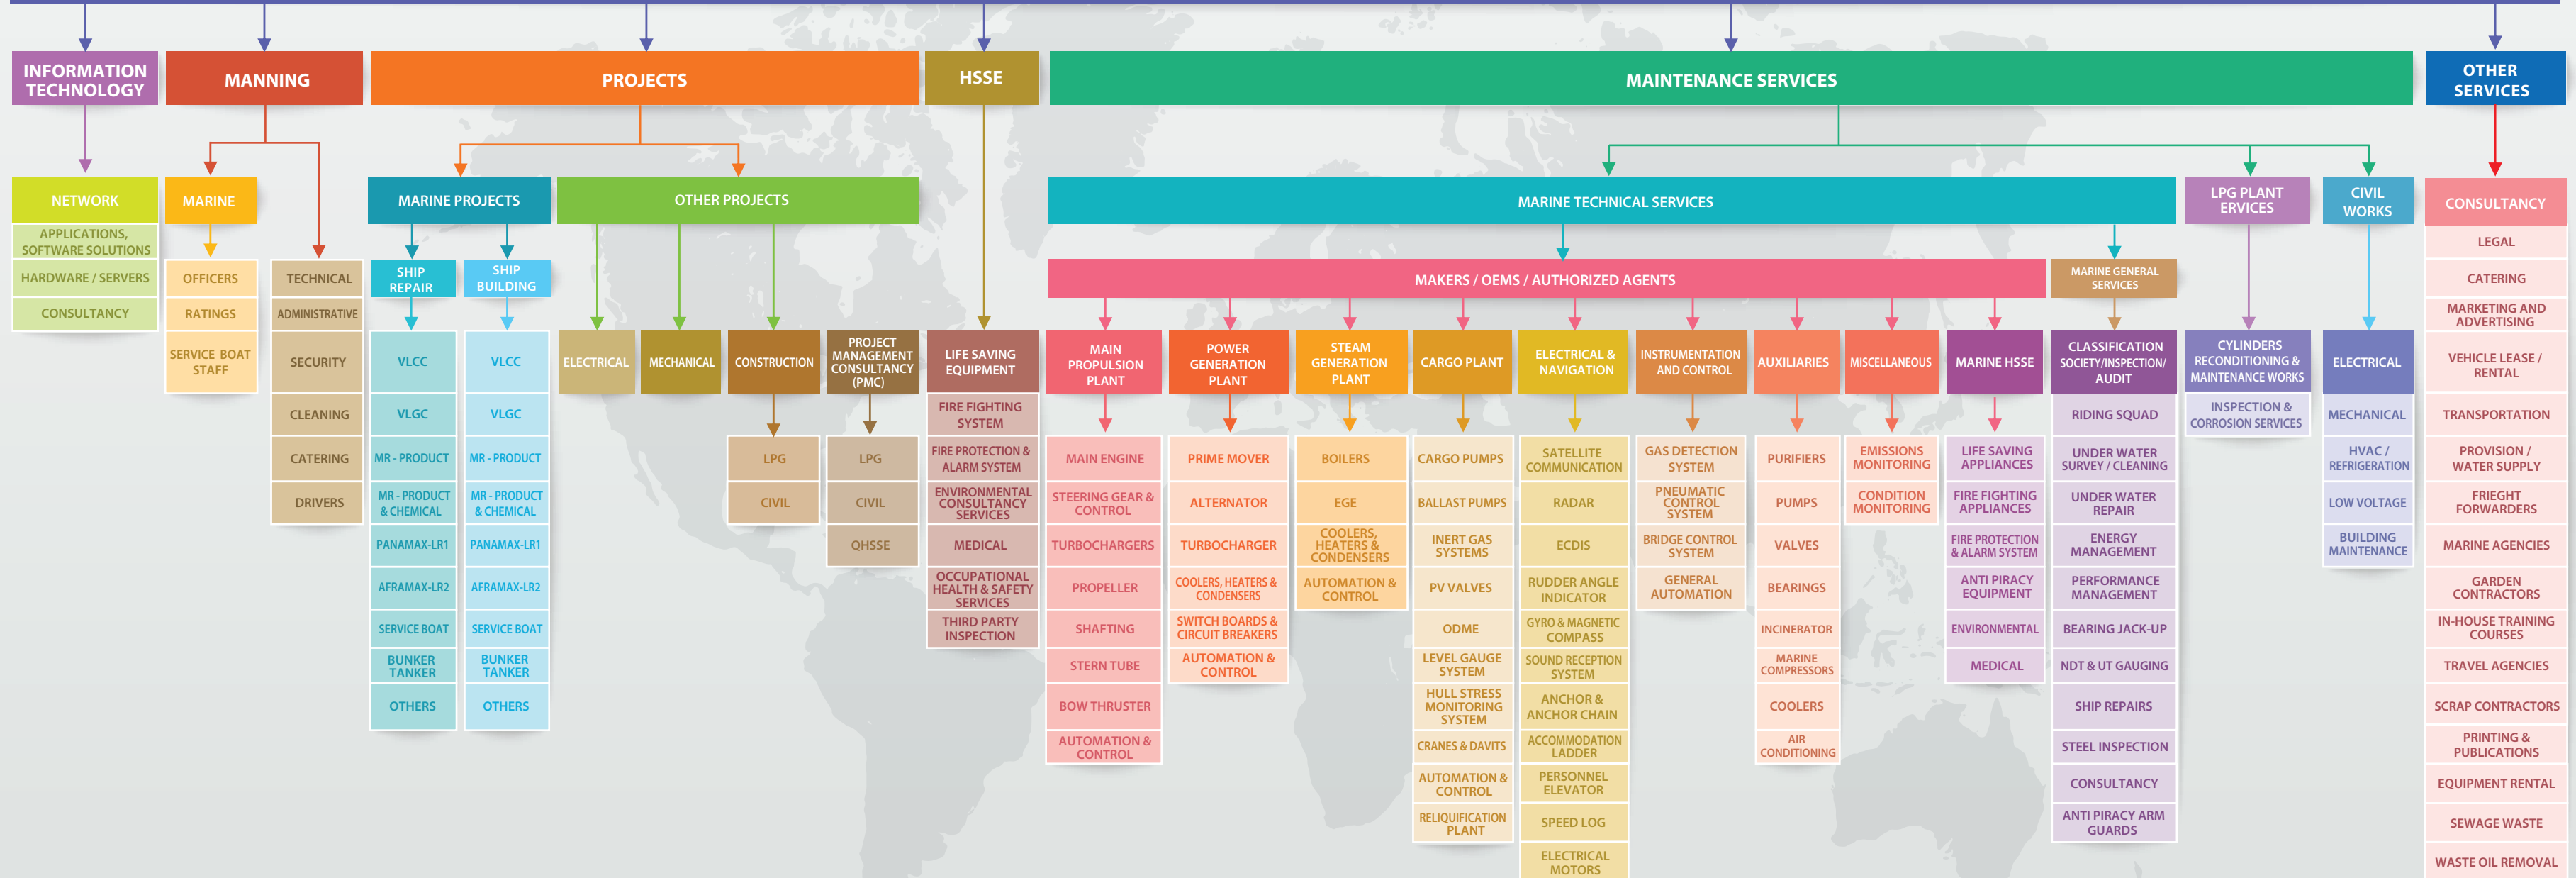 INFORMATION
TECHNOLOGY
MANNING
PROJECTS
HSSE
MAINTENANCE SERVICES
OTHER
SERVICES
NETWORK
APPLICATIONS,
SOFTWARE SOLUTIONS
HARDWARE / SERVERS
CONSULTANCY
MARINE
OFFICERS
RATINGS
SERVICE BOAT
STAFF
TECHNICAL
ADMINISTRATIVE
SECURITY
CLEANING
CATERING
DRIVERS
MARINE PROJECTS
SHIP
REPAIR
VLCC
VLGC
MR - PRODUCT
MR - PRODUCT
& CHEMICAL
PANAMAX-LR1
AFRAMAX-LR2
SERVICE BOAT
BUNKER
TANKER
OTHERS
SHIP
BUILDING
VLCC
VLGC
MR - PRODUCT
MR - PRODUCT
& CHEMICAL
PANAMAX-LR1
AFRAMAX-LR2
SERVICE BOAT
BUNKER
TANKER
OTHERS
OTHER PROJECTS
ELECTRICAL
MECHANICAL
CONSTRUCTION
LPG
CIVIL
PROJECT
MANAGEMENT
CONSULTANCY
(PMC)
LPG
CIVIL
QHSSE
LIFE SAVING
EQUIPMENT
FIRE FIGHTING
SYSTEM
FIRE PROTECTION &
ALARM SYSTEM
ENVIRONMENTAL
CONSULTANCY
SERVICES
MEDICAL
OCCUPATIONAL
HEALTH & SAFETY
SERVICES
THIRD PARTY
INSPECTION
MARINE TECHNICAL SERVICES
MAKERS / OEMS / AUTHORIZED AGENTS
MAIN
PROPULSION
PLANT
MAIN ENGINE
STEERING GEAR &
CONTROL
TURBOCHARGERS
PROPELLER
SHAFTING
STERN TUBE
BOW THRUSTER
AUTOMATION &
CONTROL
POWER
GENERATION
PLANT
PRIME MOVER
ALTERNATOR
TURBOCHARGER
COOLERS, HEATERS &
CONDENSERS
SWITCH BOARDS &
CIRCUIT BREAKERS
AUTOMATION &
CONTROL
STEAM
GENERATION
PLANT
BOILERS
EGE
COOLERS,
HEATERS &
CONDENSERS
AUTOMATION &
CONTROL
CARGO PLANT
CARGO PUMPS
BALLAST PUMPS
INERT GAS
SYSTEMS
PV VALVES
ODME
LEVEL GAUGE
SYSTEM
HULL STRESS
MONITORING
SYSTEM
CRANES & DAVITS
AUTOMATION &
CONTROL
RELIQUIFICATION
PLANT
ELECTRICAL &
NAVIGATION
SATELLITE
COMMUNICATION
RADAR
ECDIS
RUDDER ANGLE
INDICATOR
GYRO & MAGNETIC
COMPASS
SOUND RECEPTION
SYSTEM
ANCHOR &
ANCHOR CHAIN
ACCOMMODATION
LADDER
PERSONNEL
ELEVATOR
SPEED LOG
ELECTRICAL
MOTORS
INSTRUMENTATION
AND CONTROL
GAS DETECTION
SYSTEM
PNEUMATIC
CONTROL
SYSTEM
BRIDGE CONTROL
SYSTEM
GENERAL
AUTOMATION
AUXILIARIES
PURIFIERS
PUMPS
VALVES
BEARINGS
INCINERATOR
MARINE
COMPRESSORS
COOLERS
AIR
CONDITIONING
MISCELLANEOUS
EMISSIONS
MONITORING
CONDITION
MONITORING
MARINE HSSE
LIFE SAVING
APPLIANCES
FIRE FIGHTING
APPLIANCES
FIRE PROTECTION
& ALARM SYSTEM
ANTI PIRACY
EQUIPMENT
ENVIRONMENTAL
MEDICAL
MARINE GENERAL
SERVICES
CLASSIFICATION
SOCIETY/INSPECTION/
AUDIT
RIDING SQUAD
UNDER WATER
SURVEY / CLEANING
UNDER WATER
REPAIR
ENERGY
MANAGEMENT
PERFORMANCE
MANAGEMENT
BEARING JACK-UP
NDT & UT GAUGING
SHIP REPAIRS
STEEL INSPECTION
CONSULTANCY
ANTI PIRACY ARM
GUARDS
LPG PLANT
ERVICES
CYLINDERS
RECONDITIONING &
MAINTENANCE WORKS
INSPECTION &
CORROSION SERVICES
CIVIL
WORKS
ELECTRICAL
MECHANICAL
HVAC /
REFRIGERATION
LOW VOLTAGE
BUILDING
MAINTENANCE
CONSULTANCY
LEGAL
CATERING
MARKETING AND
ADVERTISING
VEHICLE LEASE /
RENTAL
TRANSPORTATION
PROVISION /
WATER SUPPLY
FRIEGHT
FORWARDERS
MARINE AGENCIES
GARDEN
CONTRACTORS
IN-HOUSE TRAINING
COURSES
TRAVEL AGENCIES
SCRAP CONTRACTORS
PRINTING &
PUBLICATIONS
EQUIPMENT RENTAL
SEWAGE WASTE
WASTE OIL REMOVAL